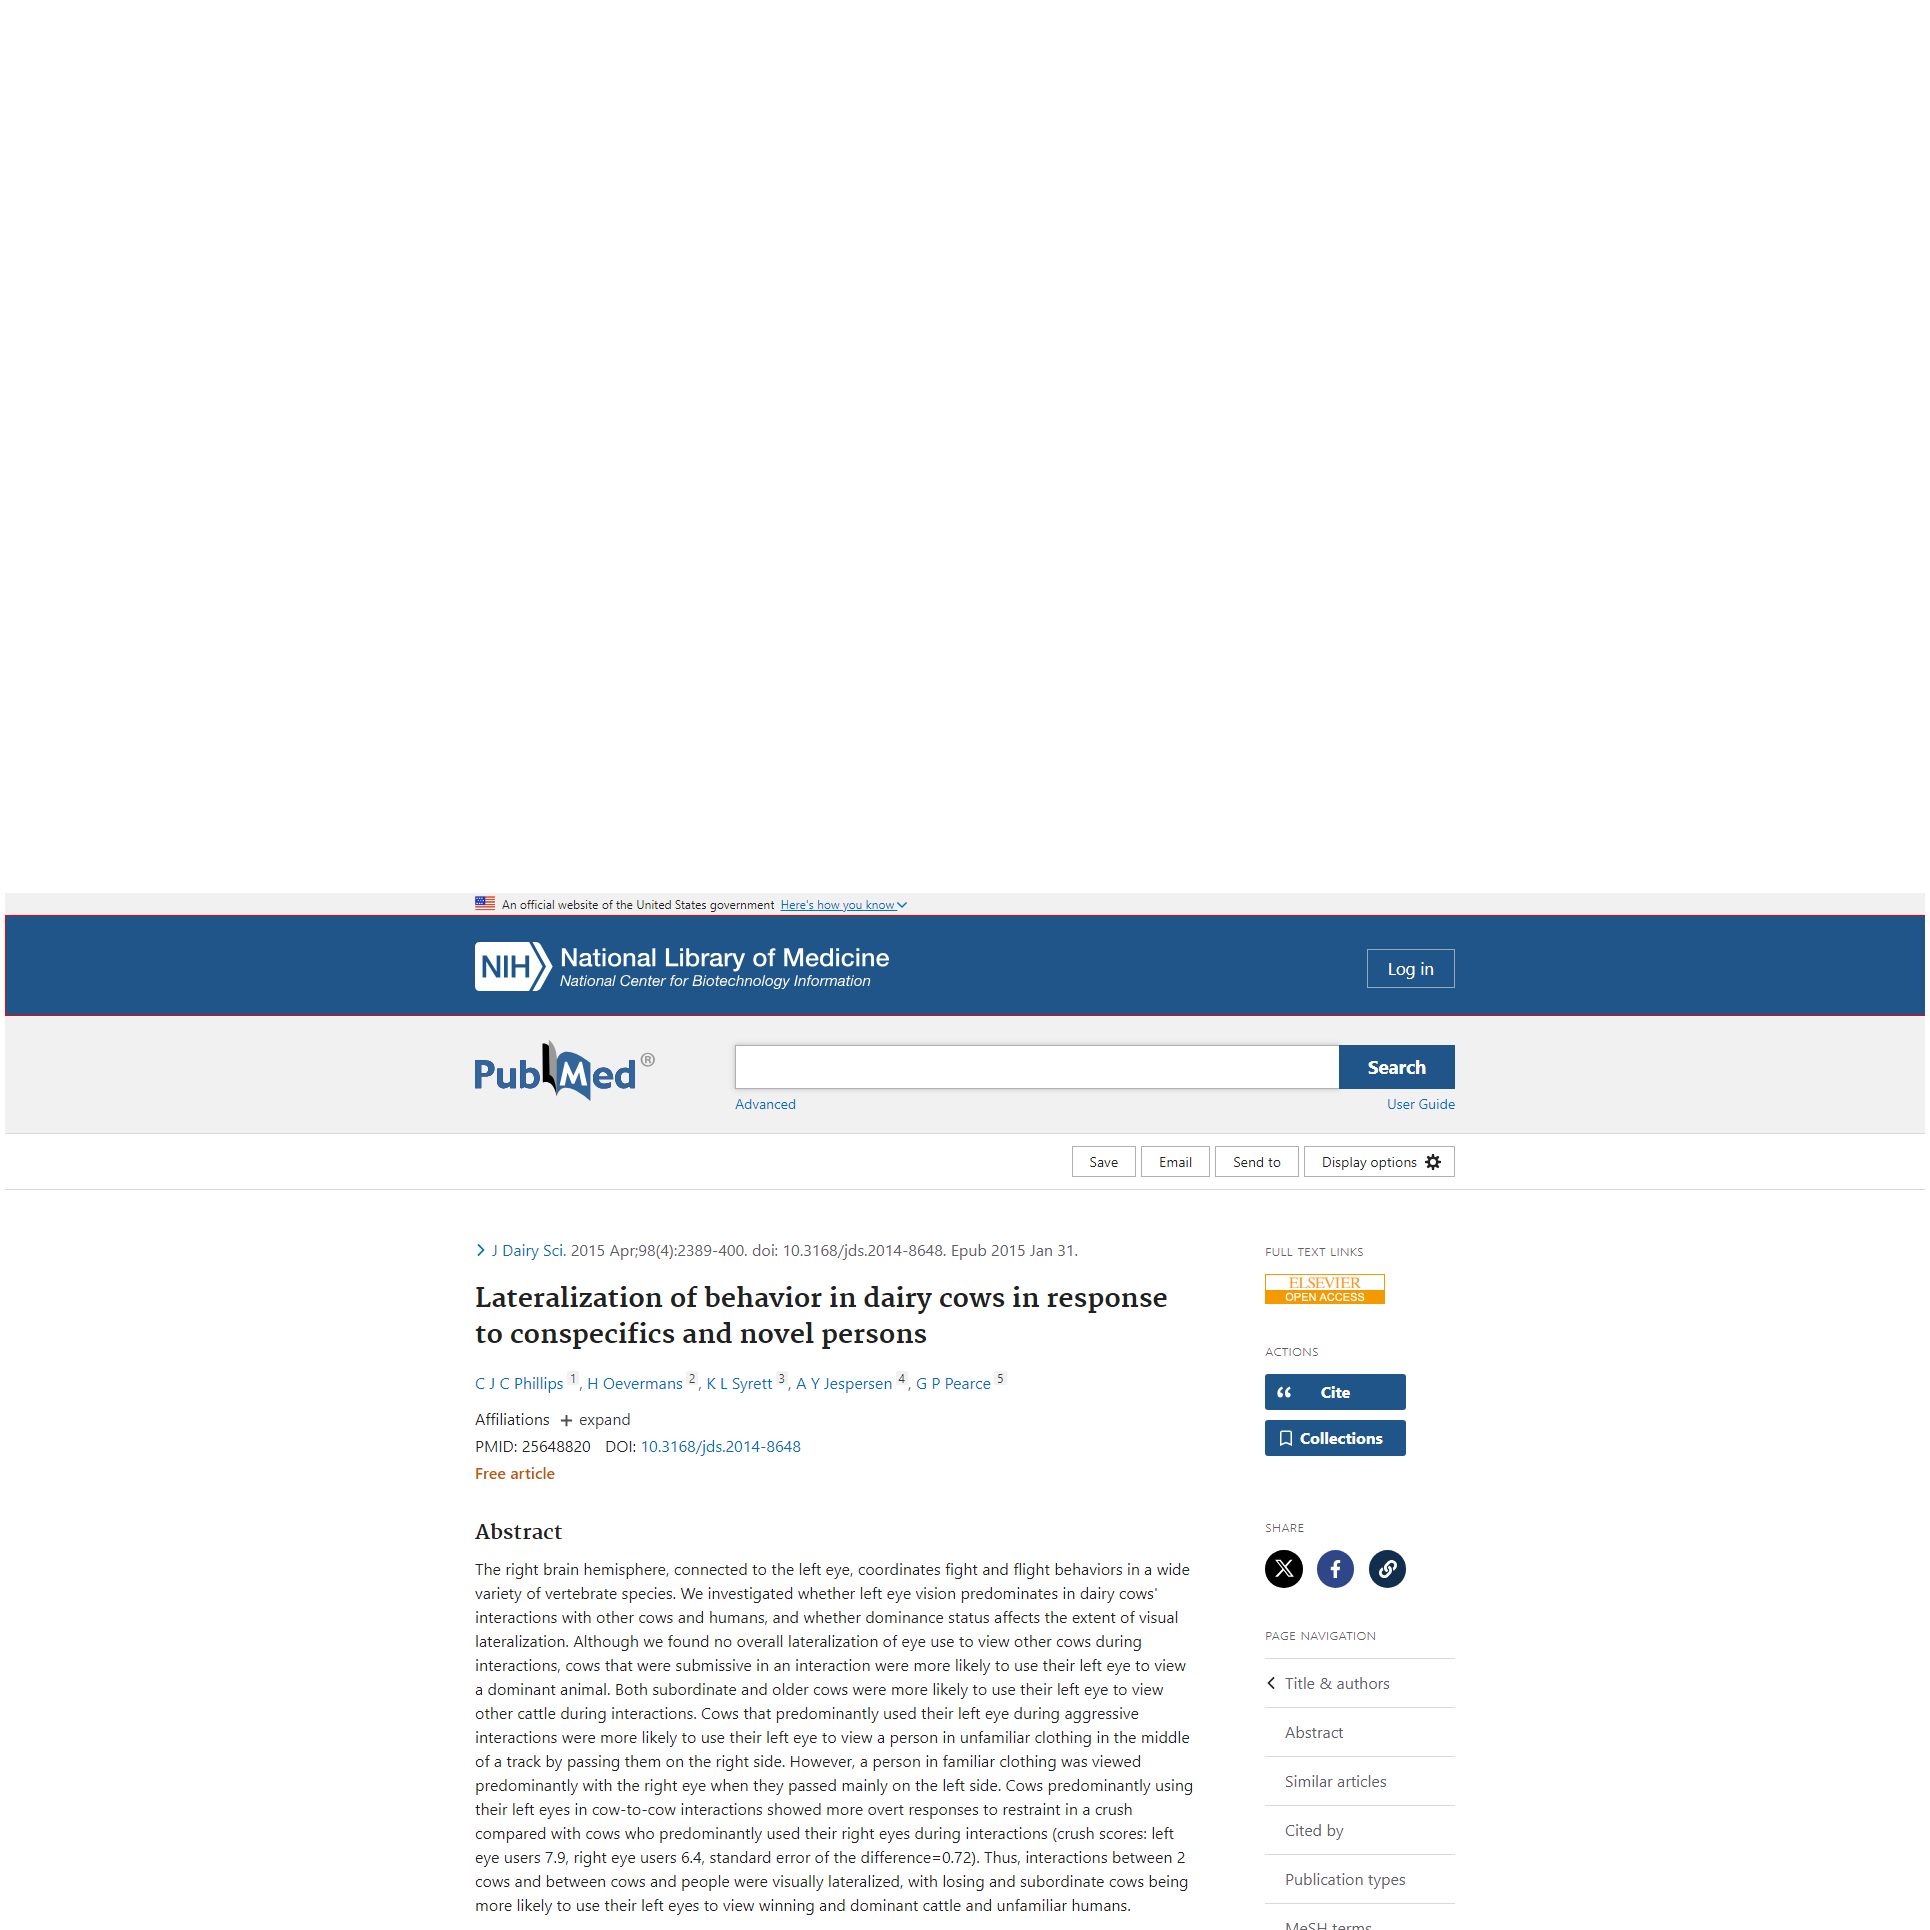 An official website of the United States government Here's how you know
NIH National Library of Medicine
National Center for Biotechnology Information
Log in
PubMed®
Search
Advanced
User Guide
Save
Email
Send to
Display options
J Dairy Sci. 2015 Apr;98(4):2389-400. doi: 10.3168/jds.2014-8648. Epub 2015 Jan 31.
Lateralization of behavior in dairy cows in response
to conspecifics and novel persons
C J C Phillips 1, H Oevermans 2, K L Syrett 3, A Y Jespersen 4, G P Pearce 5
Affiliations + expand
PMID: 25648820 DOI: 10.3168/jds.2014-8648
Free article
Abstract
The right brain hemisphere, connected to the left eye, coordinates fight and flight behaviors in a wide
variety of vertebrate species. We investigated whether left eye vision predominates in dairy cows'
interactions with other cows and humans, and whether dominance status affects the extent of visual
lateralization. Although we found no overall lateralization of eye use to view other cows during
interactions, cows that were submissive in an interaction were more likely to use their left eye to view
a dominant animal. Both subordinate and older cows were more likely to use their left eye to view
other cattle during interactions. Cows that predominantly used their left eye during aggressive
interactions were more likely to use their left eye to view a person in unfamiliar clothing in the middle
of a track by passing them on the right side. However, a person in familiar clothing was viewed
predominantly with the right eye when they passed mainly on the left side. Cows predominantly using
their left eyes in cow-to-cow interactions showed more overt responses to restraint in a crush
compared with cows who predominantly used their right eyes during interactions (crush scores: left
eye users 7.9, right eye users 6.4, standard error of the difference=0.72). Thus, interactions between 2
cows and between cows and people were visually lateralized, with losing and subordinate cows being
more likely to use their left eyes to view winning and dominant cattle and unfamiliar humans.
FULL TEXT LINKS
ELSEVIER
OPEN ACCESS
ACTIONS
Cite
Collections
SHARE
PAGE NAVIGATION
Title & authors
Abstract
Similar articles
Cited by
Publication types
MeSH terms